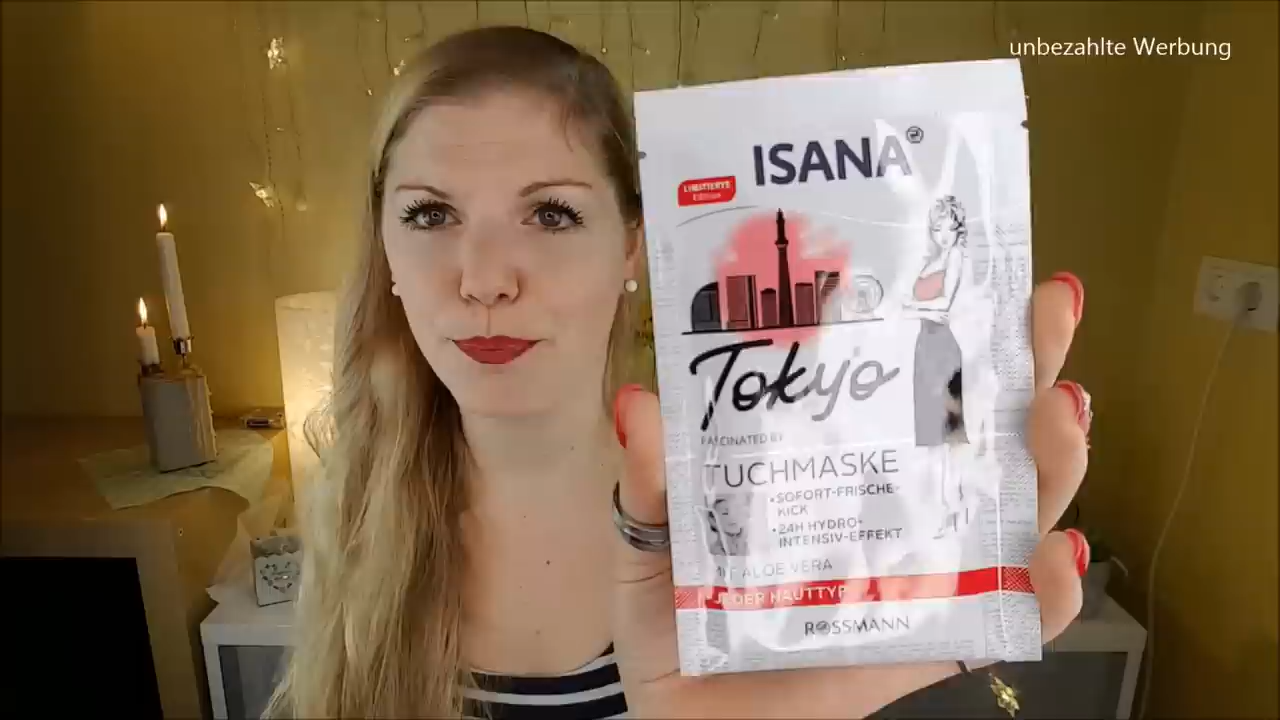 unbezahlte Werbung
ISANA®
LIMITIERTE
Edition
Tokyo
FASCINATED BY
TUCHMASKE
•SOFORT-FRISCHE-
KICK
•24H HYDRO-
INTENSIV-EFFEKT
MIT ALOE VERA
JEDER HAUTTYP
ROSSMANN